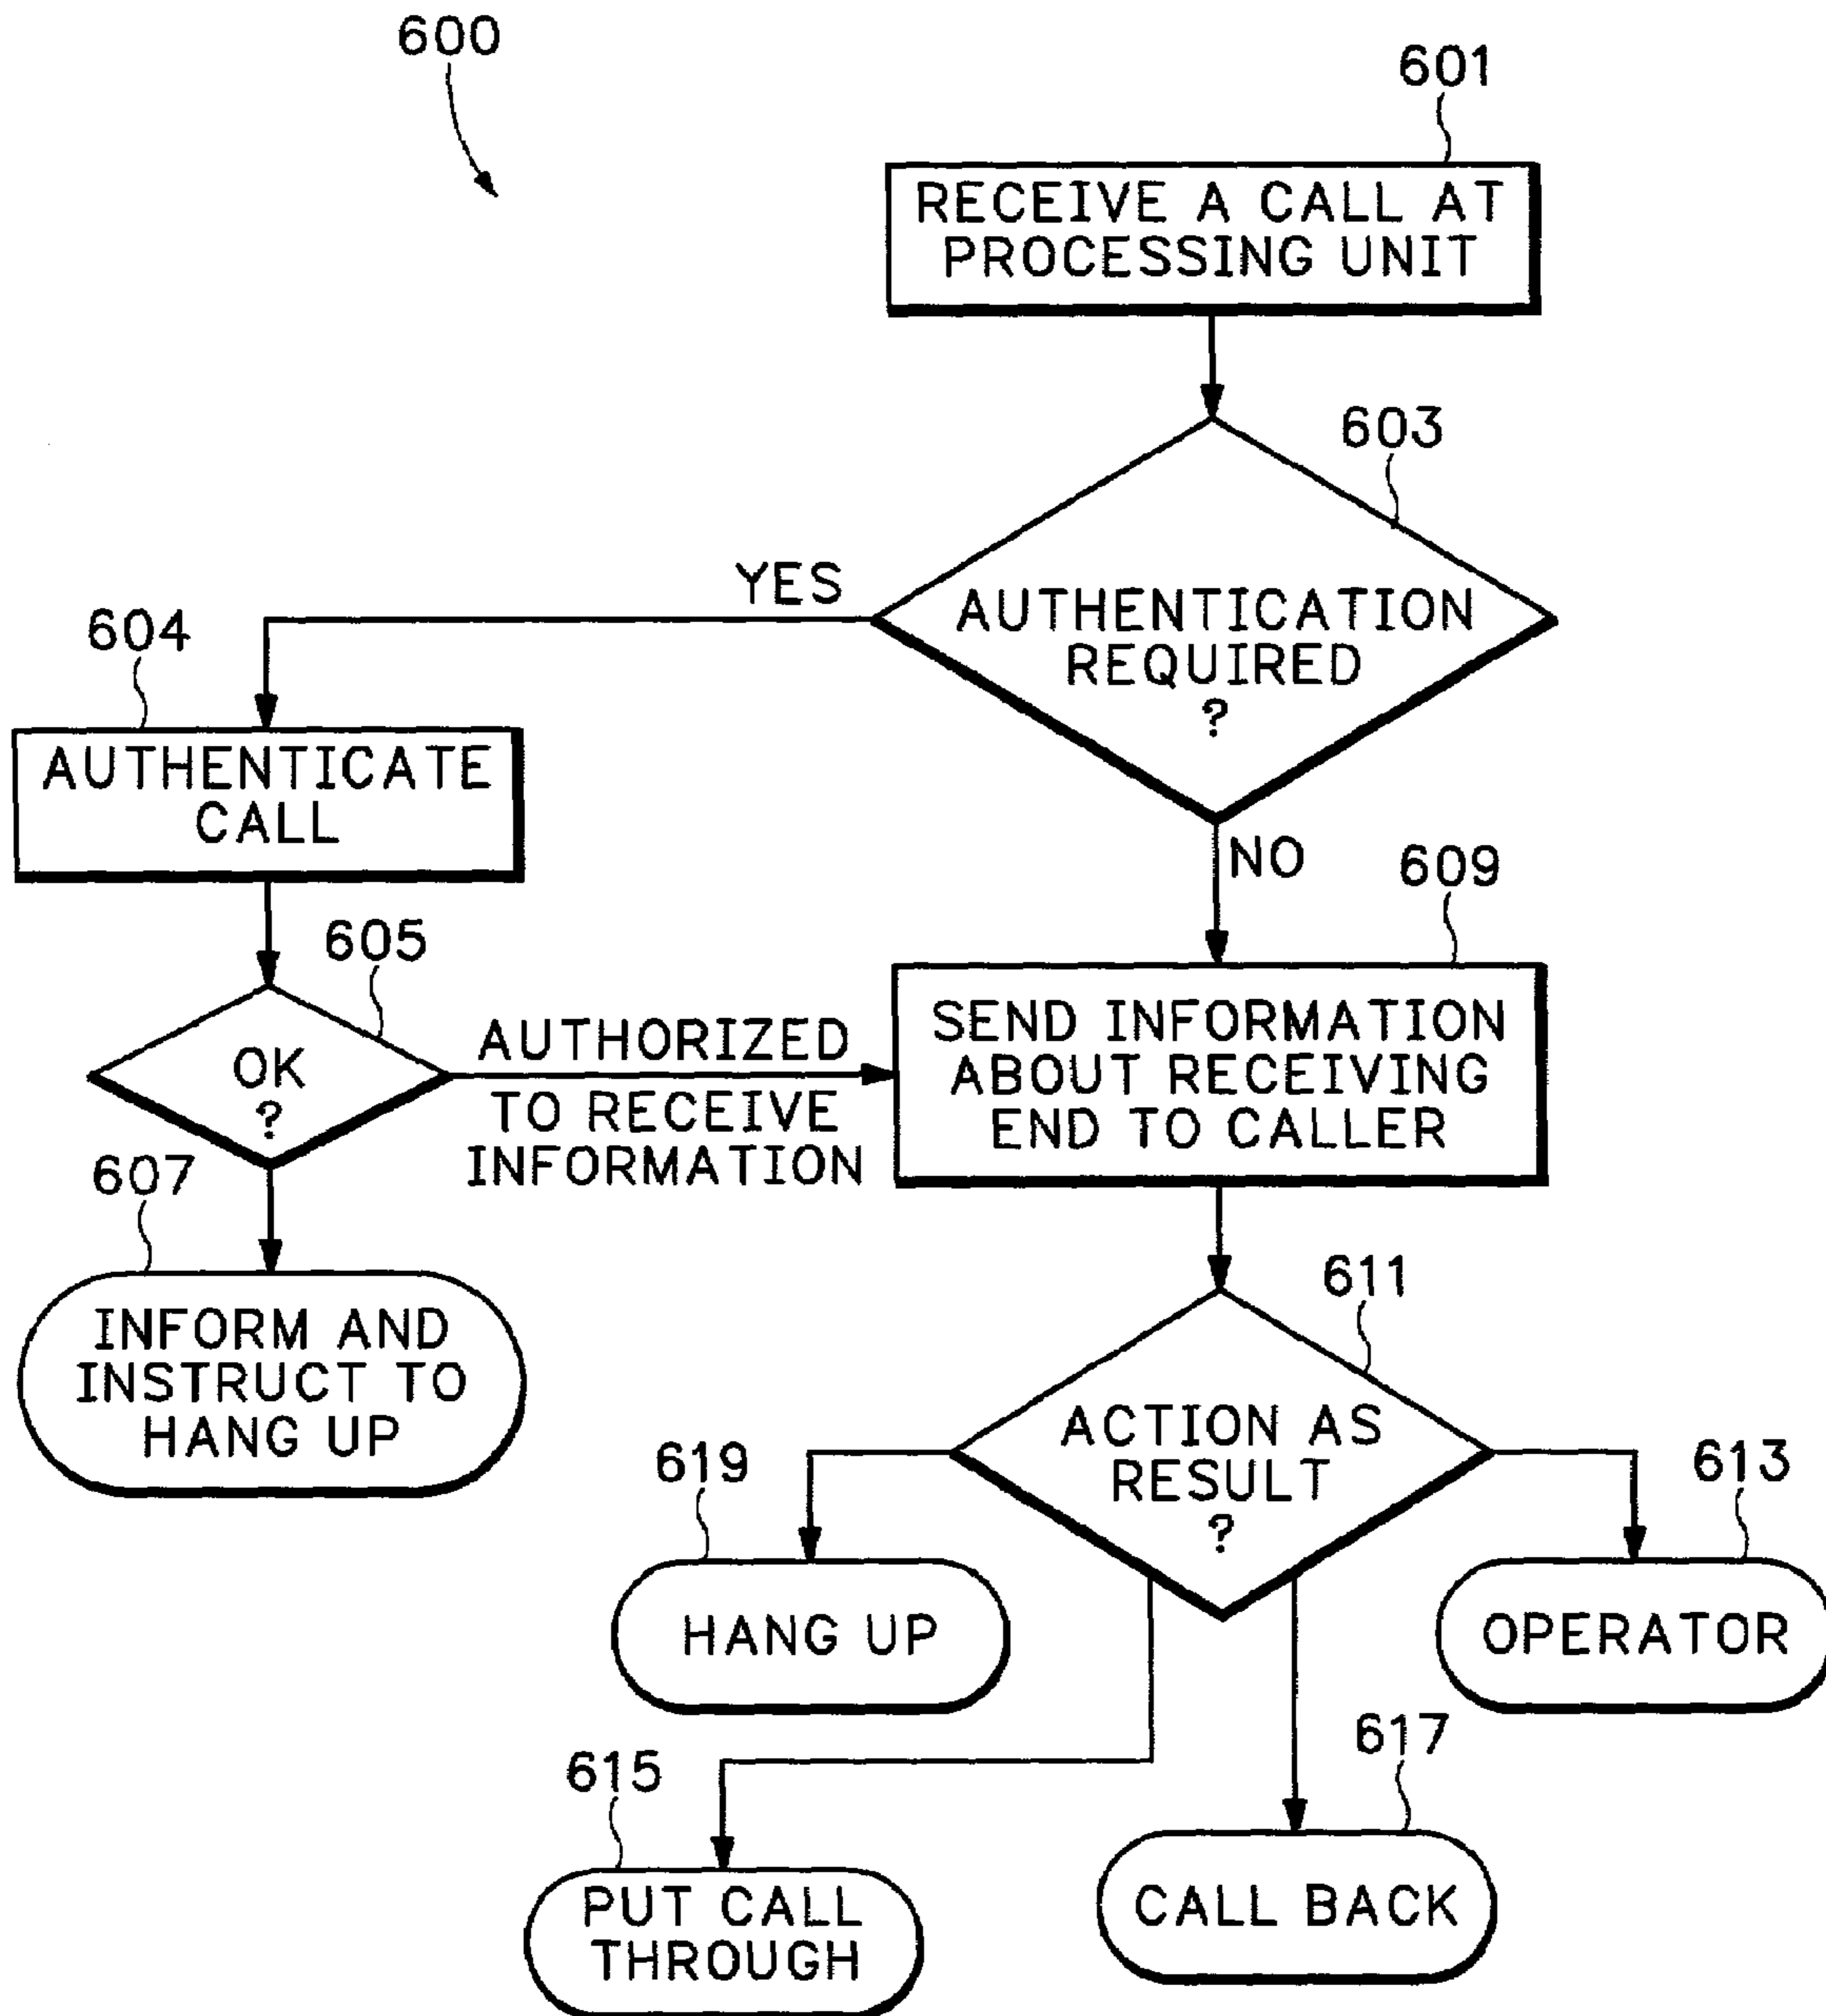 600
601
RECEIVE A CALL AT
PROCESSING UNIT
603
AUTHENTICATION
REQUIRED
?
YES
604
AUTHENTICATE
CALL
NO
605
OK
?
AUTHORIZED
TO RECEIVE
INFORMATION
609
SEND INFORMATION
ABOUT RECEIVING
END TO CALLER
607
INFORM AND
INSTRUCT TO
HANG UP
611
ACTION AS
RESULT
?
619
HANG UP
613
OPERATOR
615
PUT CALL
THROUGH
617
CALL BACK